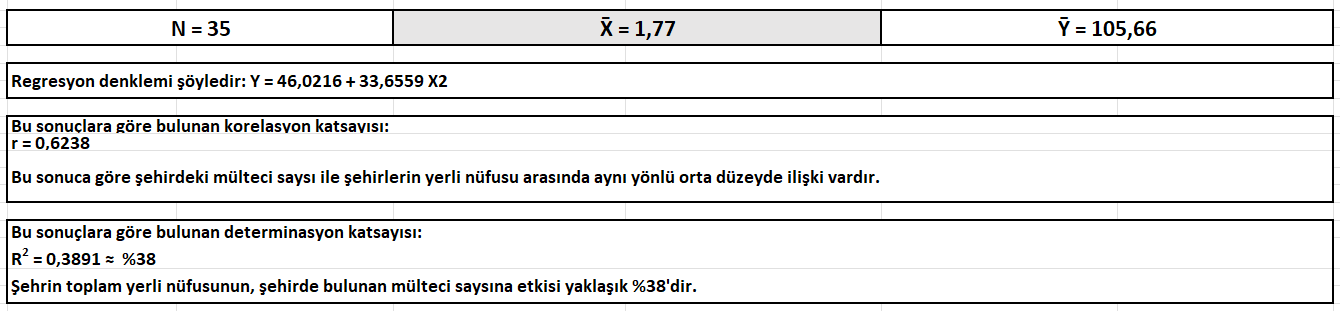 N = 35
X̄ = 1,77
Ȳ = 105,66
Regresyon denklemi şöyledir: Y = 46,0216 + 33,6559 X2
Bu sonuçlara göre bulunan korelasyon katsayısı:
r = 0,6238
Bu sonuca göre şehirdeki mülteci saysı ile şehirlerin yerli nüfusu arasında aynı yönlü orta düzeyde ilişki vardır.
Bu sonuçlara göre bulunan determinasyon katsayısı:
R² = 0,3891 ≈ %38
Şehrin toplam yerli nüfusunun, şehirde bulunan mülteci saysına etkisi yaklaşık %38'dir.